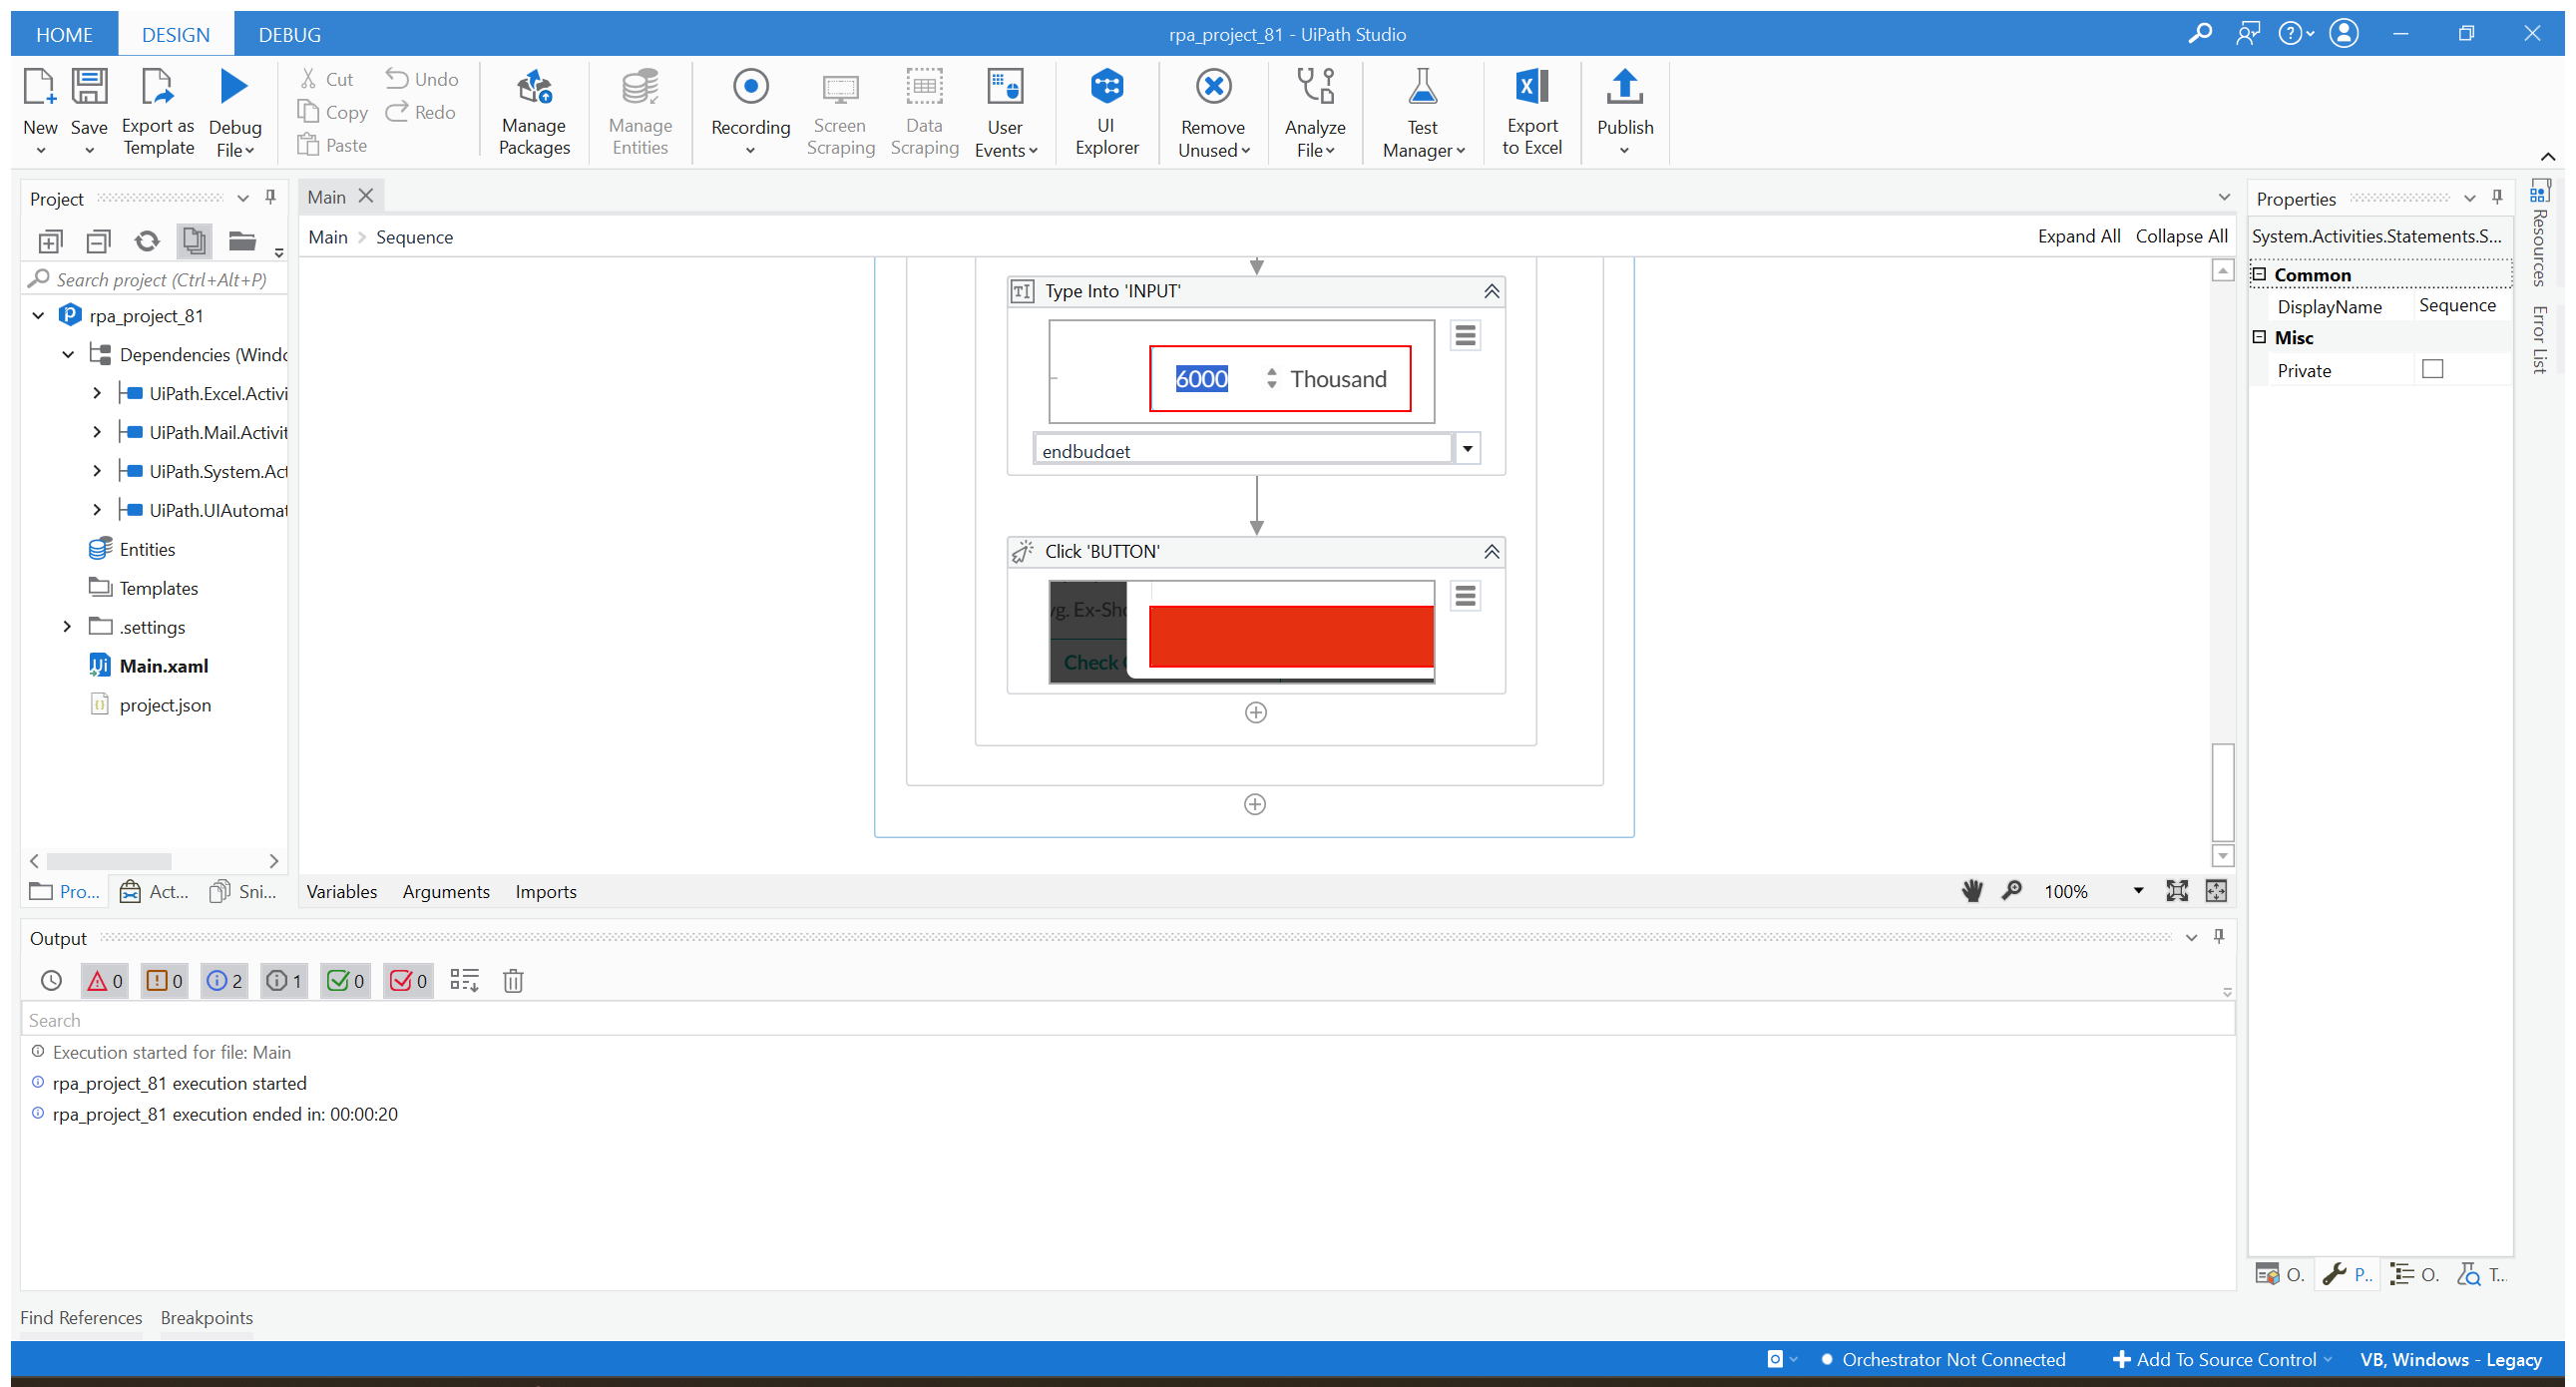 HOME DESIGN DEBUG rpa_project_81 - UiPath Studio
New Save Export as Template Debug File
Cut Copy Paste Undo Redo
Manage Packages Manage Entities
Recording Screen Scraping Data Scraping User Events
UI Explorer Remove Unused Analyze File Test Manager Export to Excel Publish
Project
Search project (Ctrl+Alt+P)
rpa_project_81
Dependencies (Windo
UiPath.Excel.Activi
UiPath.Mail.Activit
UiPath.System.Act
UiPath.UIAutomat
Entities
Templates
.settings
Main.xaml
project.json
Pro... Act... Sni...
Main
Main > Sequence Expand All Collapse All
Type Into 'INPUT'
6000 Thousand
endbudget
Click 'BUTTON'
vg. Ex-Sho
Check
Variables Arguments Imports 100%
Properties
System.Activities.Statements.S...
Common
DisplayName Sequence
Misc
Private
O. P.. O. T...
Resources
Error List
Output
0 0 2 1 0 0
Search
Execution started for file: Main
rpa_project_81 execution started
rpa_project_81 execution ended in: 00:00:20
Find References Breakpoints
Orchestrator Not Connected Add To Source Control VB, Windows - Legacy